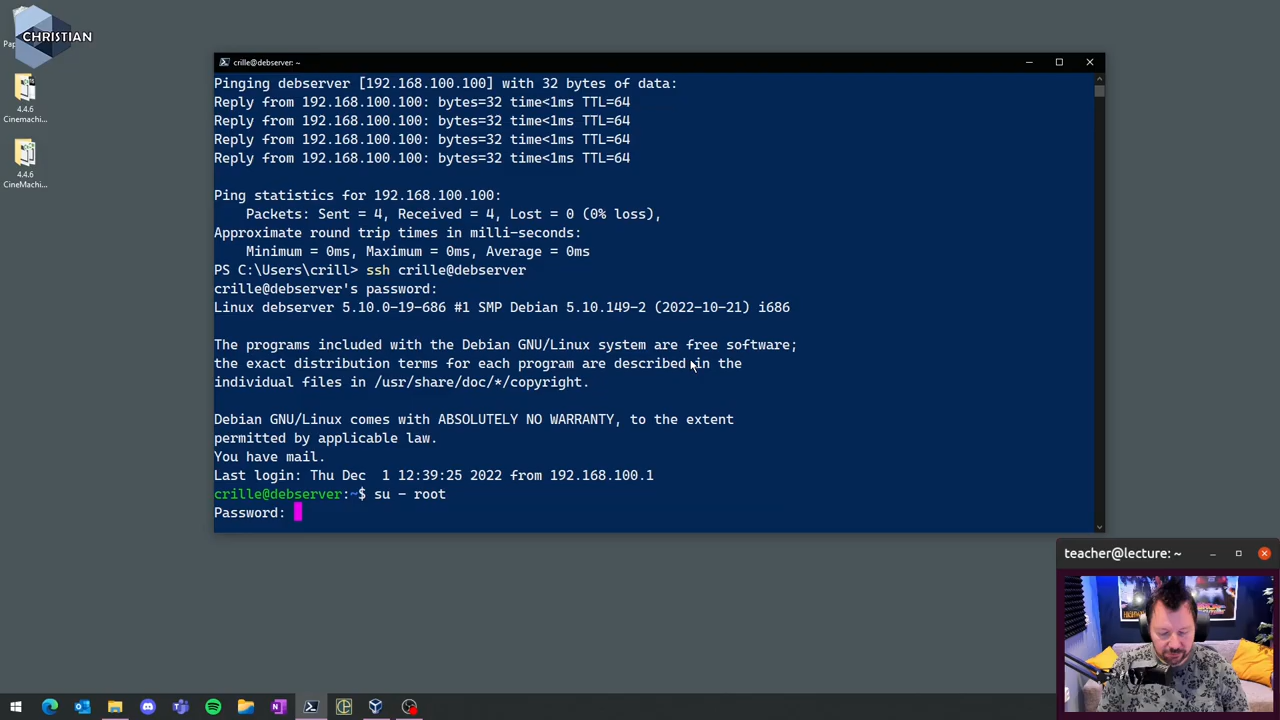 CHRISTIAN
Pap
4.4.6
Cinemachi...
4.4.6
CineMachi...
crille@debserver: ~
Pinging debserver [192.168.100.100] with 32 bytes of data:
Reply from 192.168.100.100: bytes=32 time<1ms TTL=64
Reply from 192.168.100.100: bytes=32 time<1ms TTL=64
Reply from 192.168.100.100: bytes=32 time<1ms TTL=64
Reply from 192.168.100.100: bytes=32 time<1ms TTL=64
Ping statistics for 192.168.100.100:
Packets: Sent = 4, Received = 4, Lost = 0 (0% loss),
Approximate round trip times in milli-seconds:
Minimum = 0ms, Maximum = 0ms, Average = 0ms
PS C:\Users\crill> ssh crille@debserver
crille@debserver's password:
Linux debserver 5.10.0-19-686 #1 SMP Debian 5.10.149-2 (2022-10-21) i686
The programs included with the Debian GNU/Linux system are free software;
the exact distribution terms for each program are described in the
individual files in /usr/share/doc/*/copyright.
Debian GNU/Linux comes with ABSOLUTELY NO WARRANTY, to the extent
permitted by applicable law.
You have mail.
Last login: Thu Dec  1 12:39:25 2022 from 192.168.100.1
crille@debserver:~$ su - root
Password:
teacher@lecture: ~